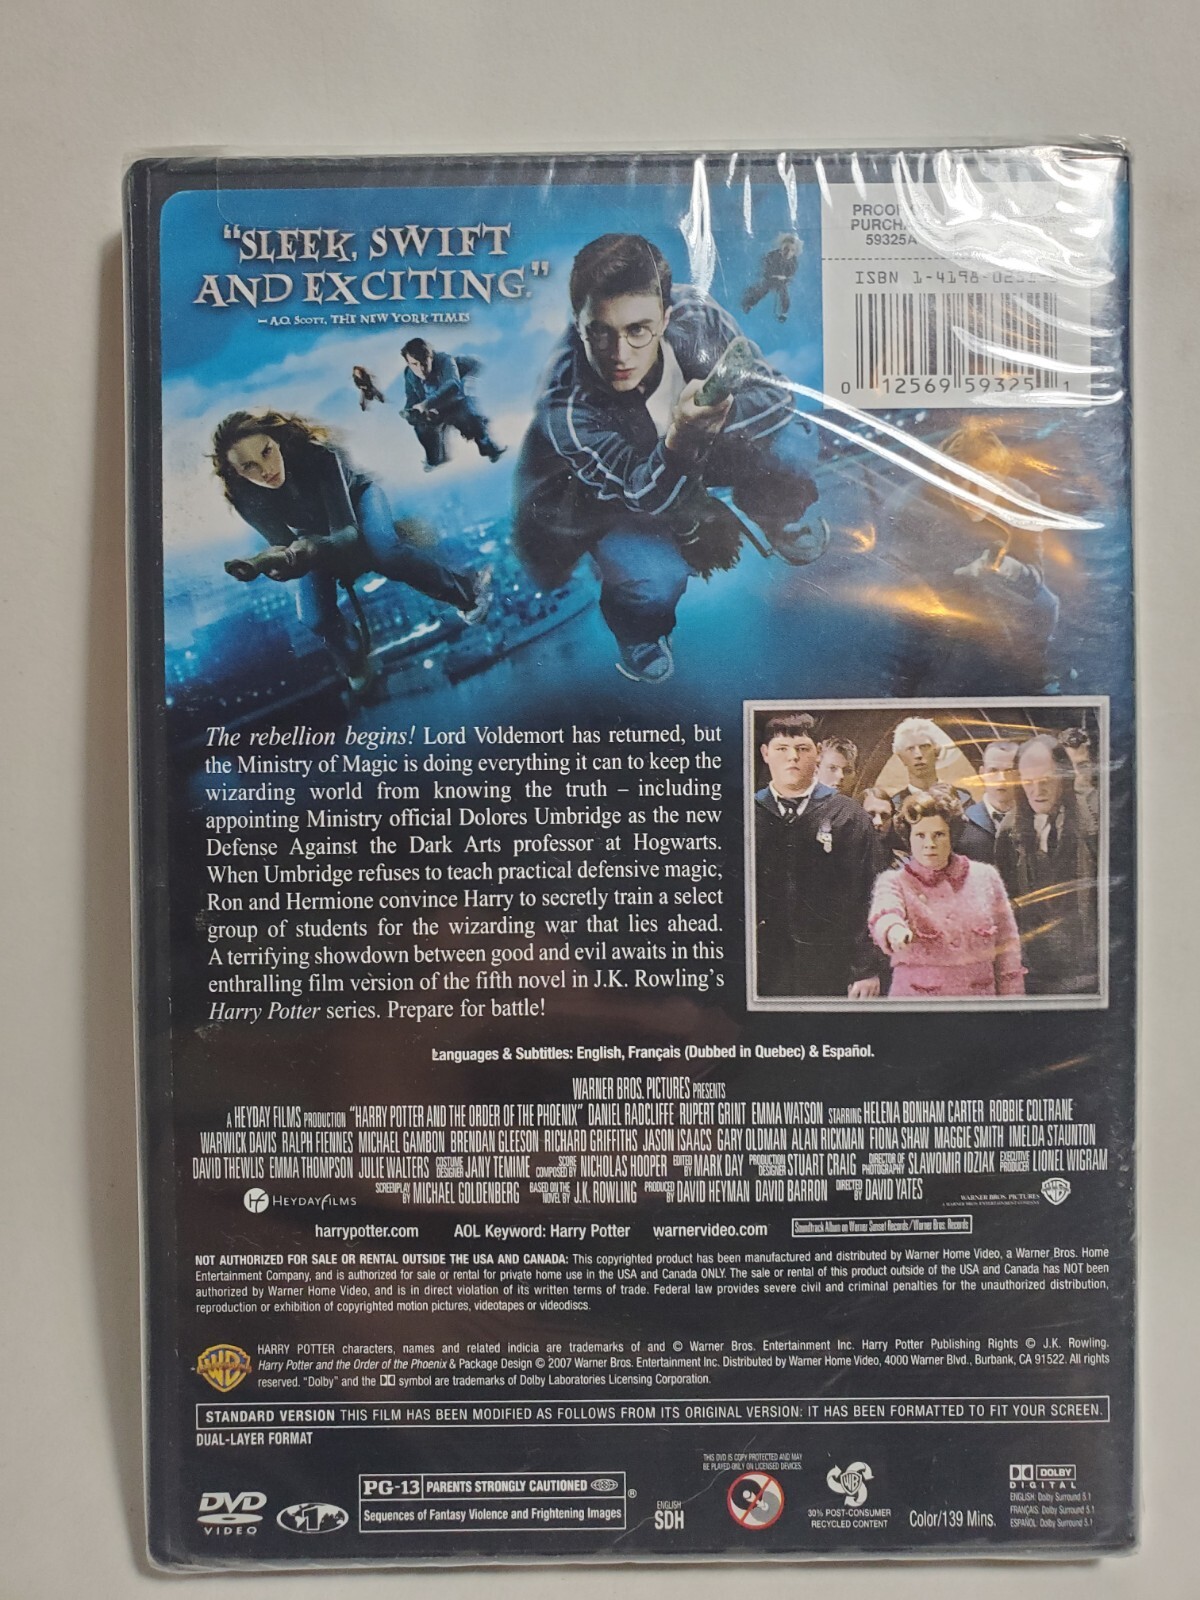 "SLEEK, SWIFT
AND EXCITING."
– A.O. SCOTT, THE NEW YORK TIMES
PROOF OF
PURCHASE
59325A
ISBN 1-4198-
0 12569 59325 1
The rebellion begins! Lord Voldemort has returned, but
the Ministry of Magic is doing everything it can to keep the
wizarding world from knowing the truth – including
appointing Ministry official Dolores Umbridge as the new
Defense Against the Dark Arts professor at Hogwarts.
When Umbridge refuses to teach practical defensive magic,
Ron and Hermione convince Harry to secretly train a select
group of students for the wizarding war that lies ahead.
A terrifying showdown between good and evil awaits in this
enthralling film version of the fifth novel in J.K. Rowling's
Harry Potter series. Prepare for battle!
Languages & Subtitles: English, Français (Dubbed in Quebec) & Español.
WARNER BROS. PICTURES PRESENTS
A HEYDAY FILMS PRODUCTION "HARRY POTTER AND THE ORDER OF THE PHOENIX" DANIEL RADCLIFFE RUPERT GRINT EMMA WATSON STARRING HELENA BONHAM CARTER ROBBIE COLTRANE
WARWICK DAVIS RALPH FIENNES MICHAEL GAMBON BRENDAN GLEESON RICHARD GRIFFITHS JASON ISAACS GARY OLDMAN ALAN RICKMAN FIONA SHAW MAGGIE SMITH IMELDA STAUNTON
DAVID THEWLIS EMMA THOMPSON JULIE WALTERS COSTUME DESIGNER JANY TEMIME SCORE COMPOSED BY NICHOLAS HOOPER EDITED BY MARK DAY PRODUCTION DESIGNER STUART CRAIG DIRECTOR OF PHOTOGRAPHY SLAWOMIR IDZIAK EXECUTIVE PRODUCER LIONEL WIGRAM
SCREENPLAY BY MICHAEL GOLDENBERG BASED ON THE NOVEL BY J.K. ROWLING PRODUCED BY DAVID HEYMAN DAVID BARRON DIRECTED BY DAVID YATES
HEYDAY FILMS
WARNER BROS. PICTURES
harrypotter.com AOL Keyword: Harry Potter warnervideo.com Soundtrack Album on Warner Sunset Records/Warner Bros. Records
NOT AUTHORIZED FOR SALE OR RENTAL OUTSIDE THE USA AND CANADA: This copyrighted product has been manufactured and distributed by Warner Home Video, a Warner Bros. Home
Entertainment Company, and is authorized for sale or rental for private home use in the USA and Canada ONLY. The sale or rental of this product outside of the USA and Canada has NOT been
authorized by Warner Home Video, and is in direct violation of its written terms of trade. Federal law provides severe civil and criminal penalties for the unauthorized distribution,
reproduction or exhibition of copyrighted motion pictures, videotapes or videodiscs.
HARRY POTTER characters, names and related indicia are trademarks of and © Warner Bros. Entertainment Inc. Harry Potter Publishing Rights © J.K. Rowling.
Harry Potter and the Order of the Phoenix & Package Design © 2007 Warner Bros. Entertainment Inc. Distributed by Warner Home Video, 4000 Warner Blvd., Burbank, CA 91522. All rights
reserved. "Dolby" and the DD symbol are trademarks of Dolby Laboratories Licensing Corporation.
STANDARD VERSION THIS FILM HAS BEEN MODIFIED AS FOLLOWS FROM ITS ORIGINAL VERSION: IT HAS BEEN FORMATTED TO FIT YOUR SCREEN.
DUAL-LAYER FORMAT
DVD
VIDEO
1
PG-13 PARENTS STRONGLY CAUTIONED ®
Sequences of Fantasy Violence and Frightening Images
ENGLISH
SDH
THIS DVD IS COPY PROTECTED AND MAY
BE PLAYED ONLY ON LICENSED DEVICES.
30% POST-CONSUMER
RECYCLED CONTENT
Color/139 Mins.
DOLBY
DIGITAL
ENGLISH: Dolby Surround 5.1
FRANÇAIS: Dolby Surround 5.1
ESPAÑOL: Dolby Surround 5.1